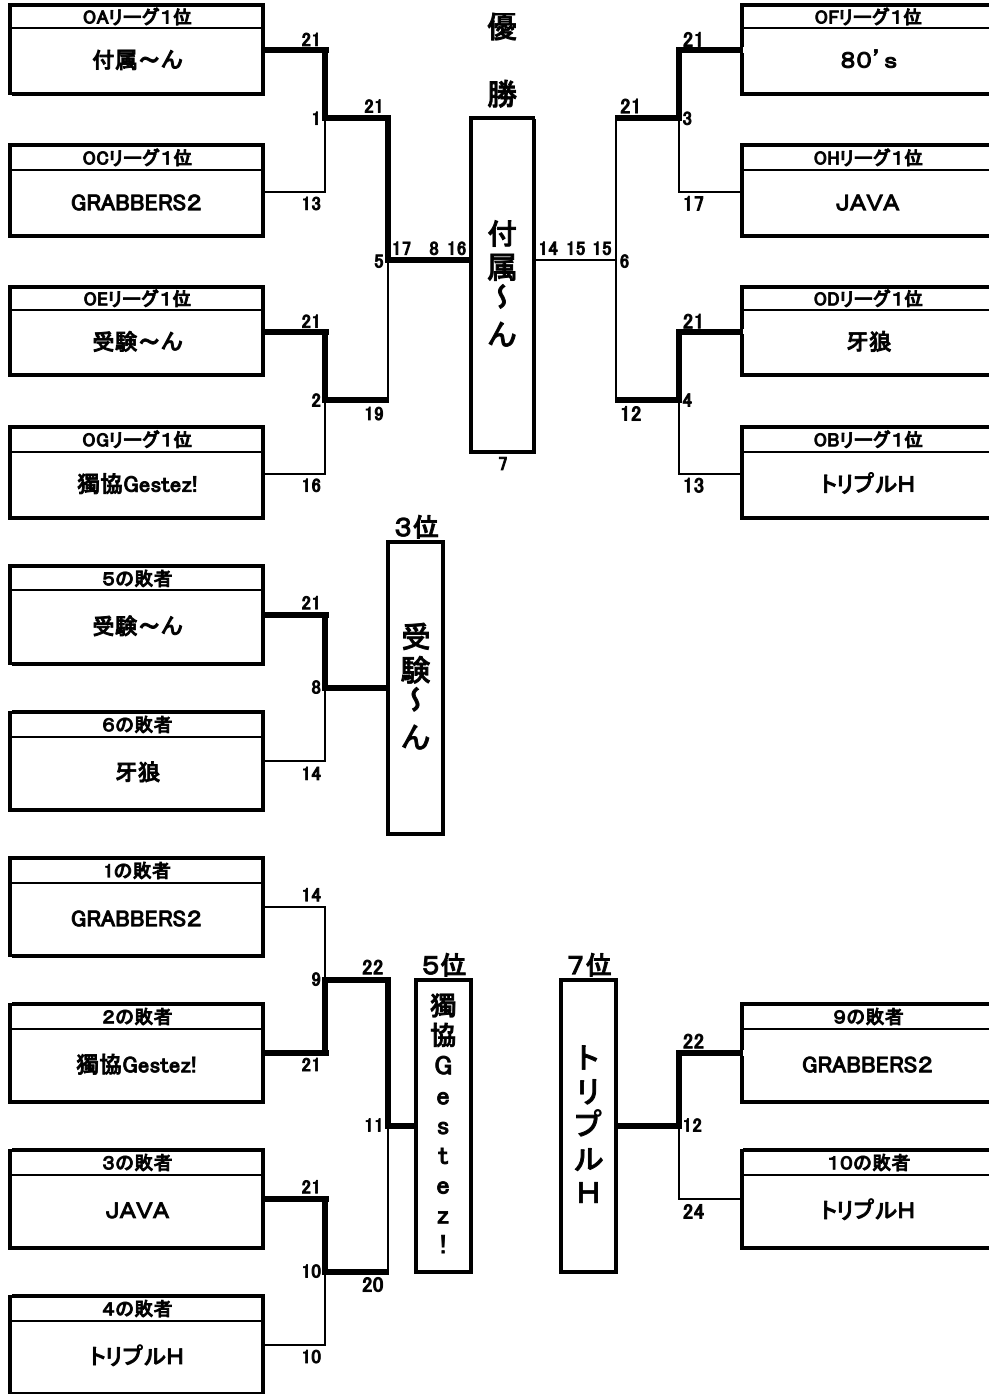 OAリーグ1位
付属～ん
21
1
21
OCリーグ1位
GRABBERS2
13
5
17 8 16
OEリーグ1位
受験～ん
21
2
19
OGリーグ1位
獨協Gestez!
16
優勝
付属～ん
7
OFリーグ1位
80’s
21
3
21
OHリーグ1位
JAVA
17
14 15 15
6
ODリーグ1位
牙狼
21
4
12
OBリーグ1位
トリプルH
13
3位
受験～ん
5の敗者
受験～ん
21
8
6の敗者
牙狼
14
1の敗者
GRABBERS2
14
9
22
2の敗者
獨協Gestez!
21
11
5位
獨協Gestez!
3の敗者
JAVA
21
10
20
4の敗者
トリプルH
10
7位
トリプルH
9の敗者
GRABBERS2
22
12
10の敗者
トリプルH
24